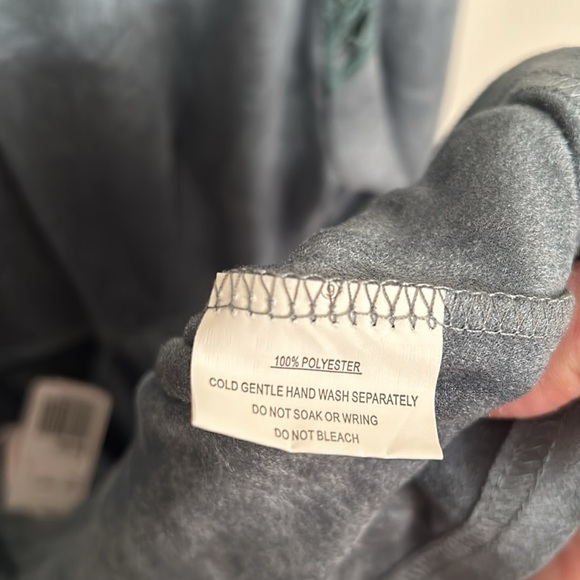 100% POLYESTER
COLD GENTLE HAND WASH SEPARATELY
DO NOT SOAK OR WRING
DO NOT BLEACH